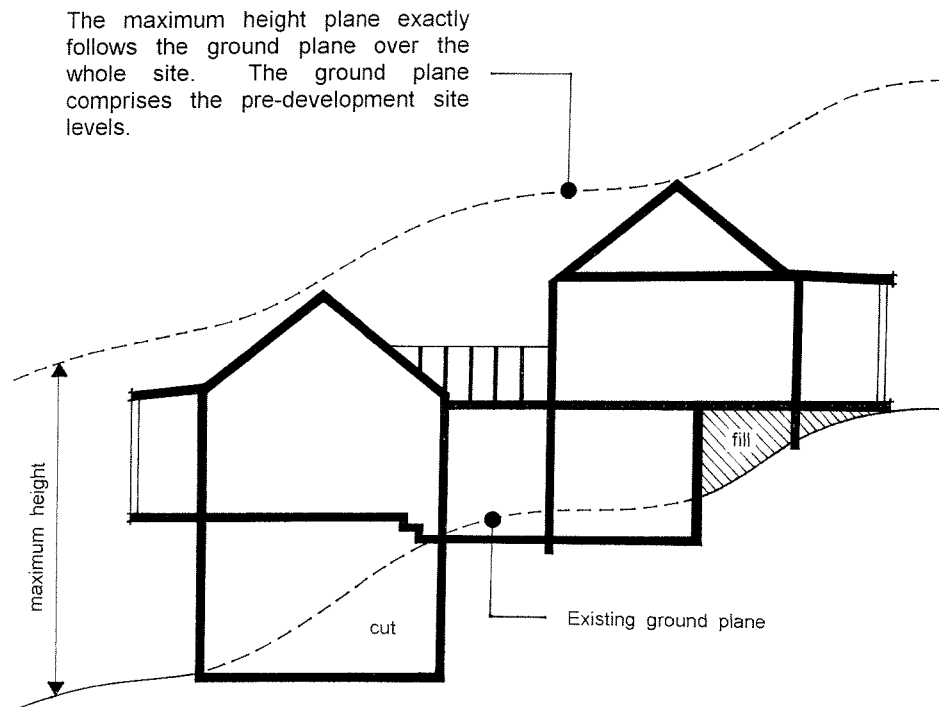 The maximum height plane exactly
follows the ground plane over the
whole site. The ground plane
comprises the pre-development site
levels.
fill
maximum height
cut
Existing ground plane